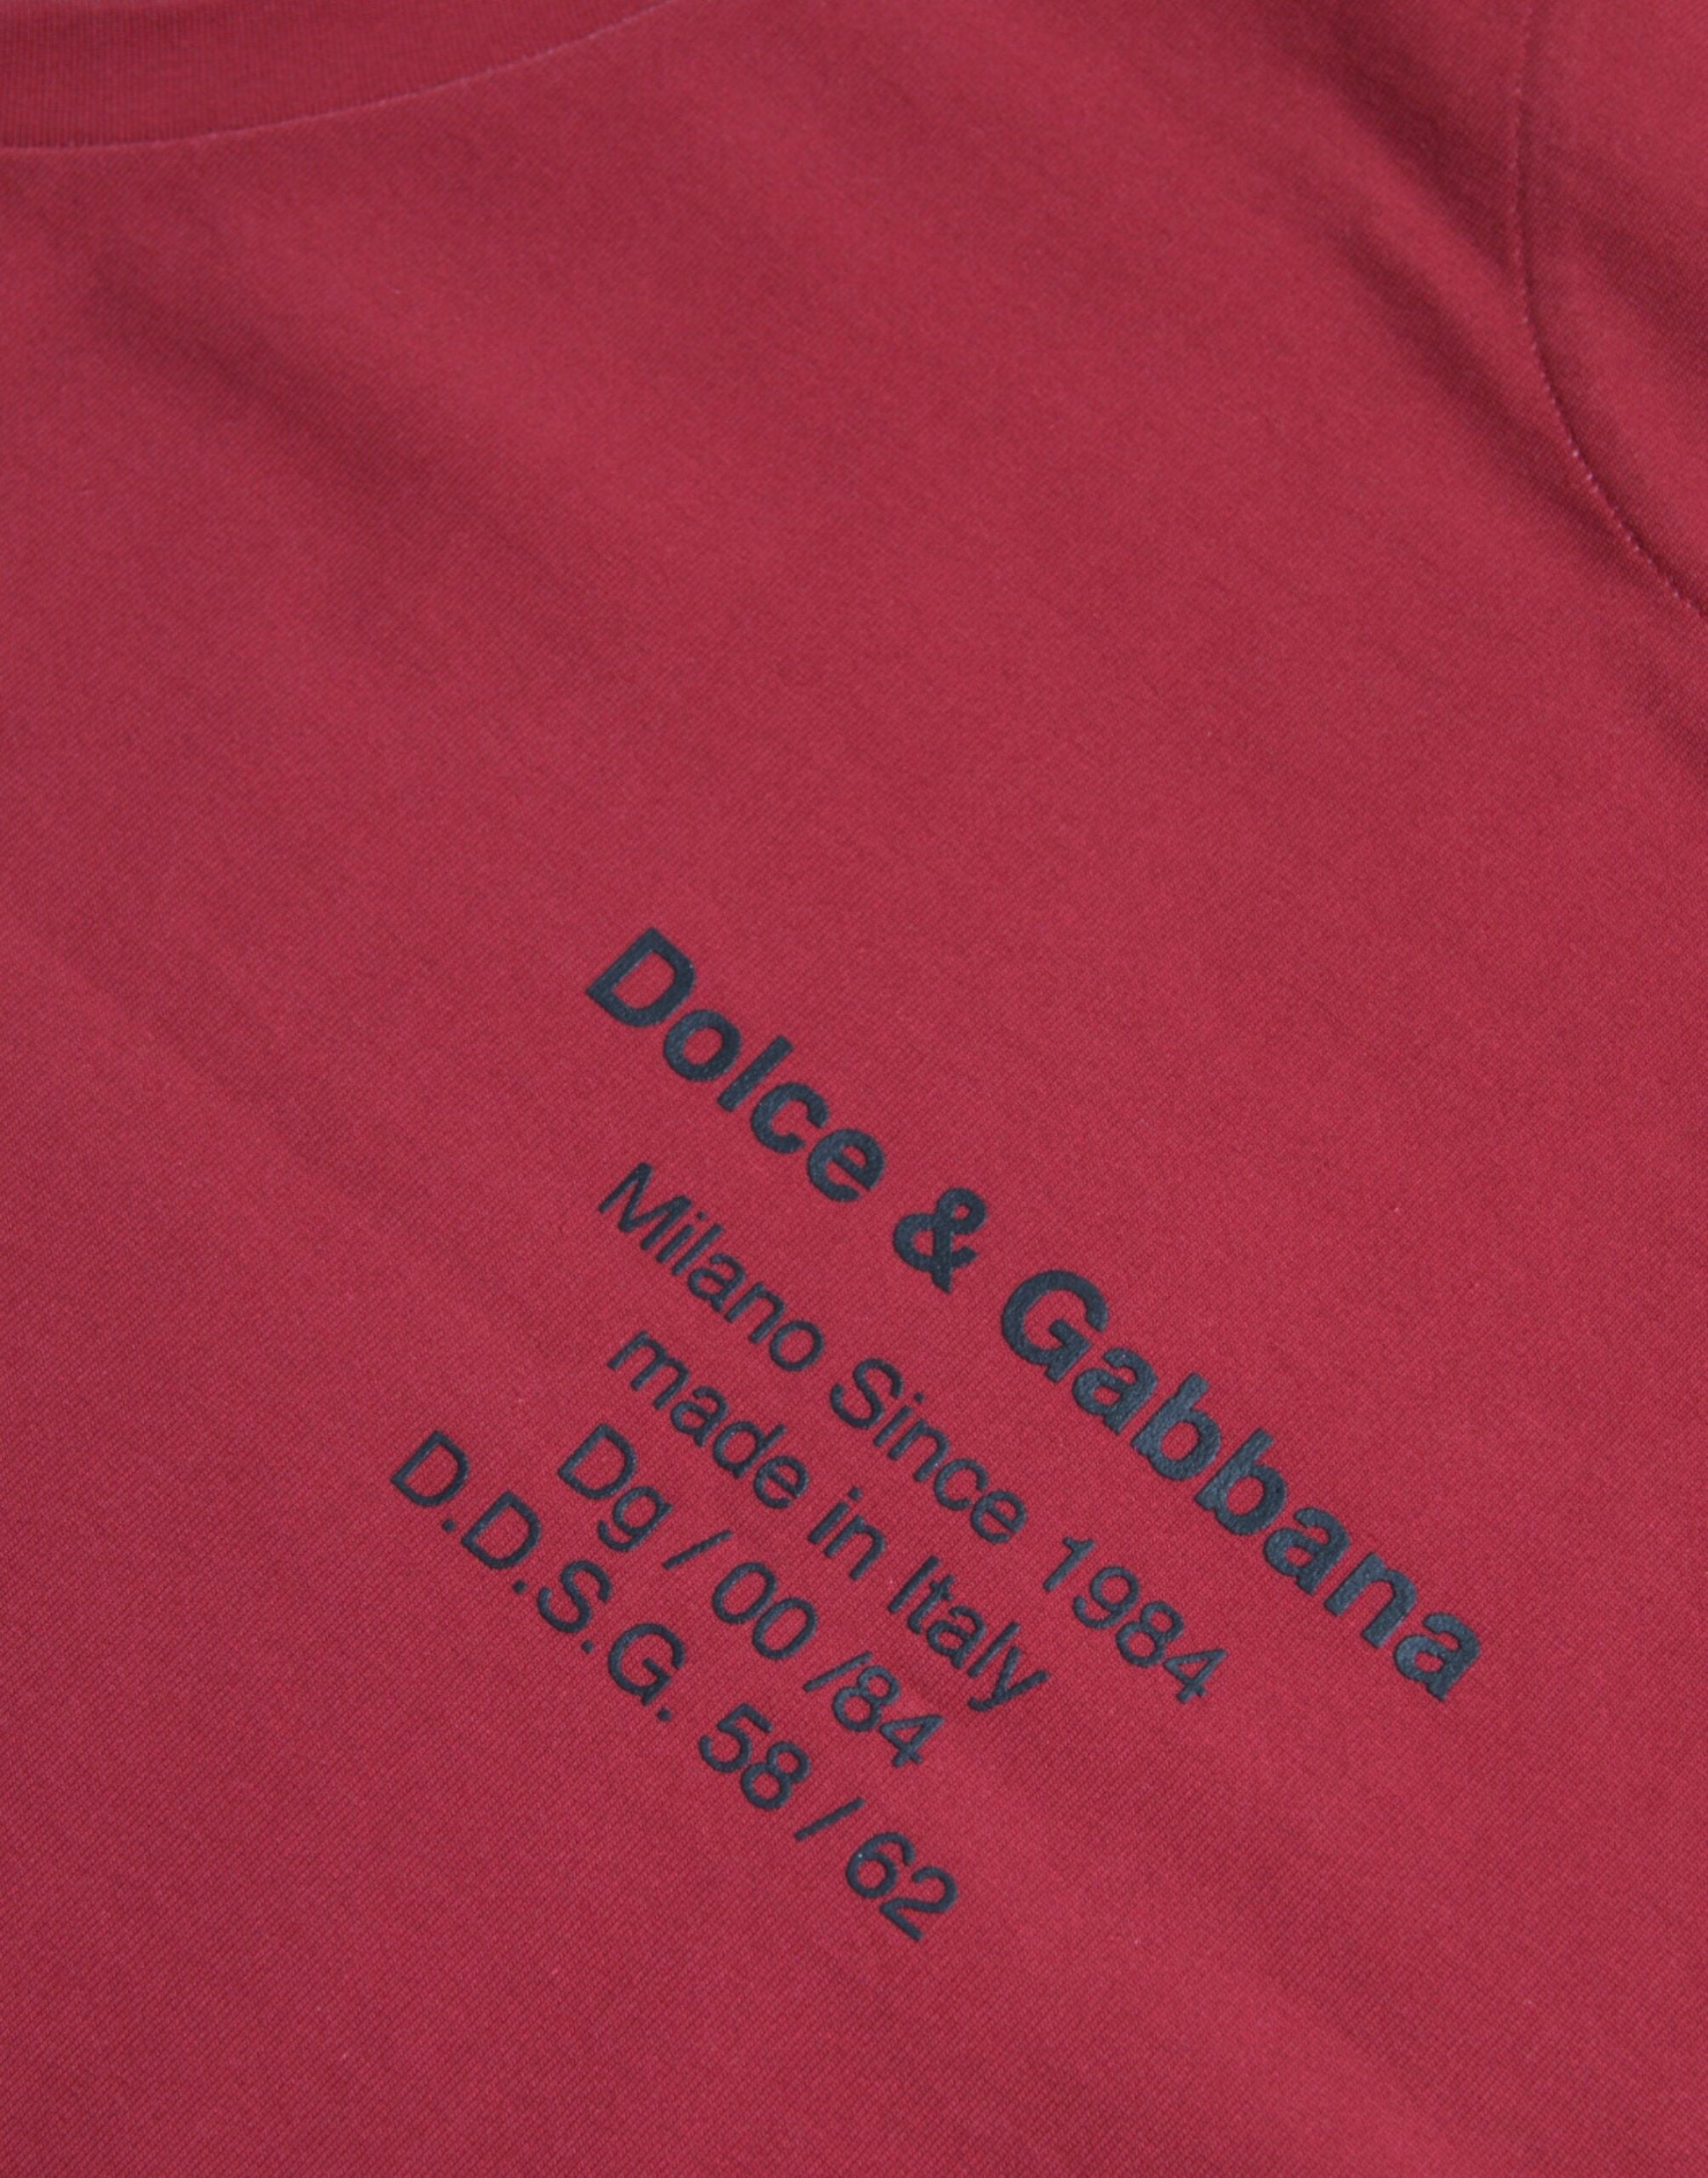 Dolce & Gabbana
Milano Since 1984
made in Italy
Dg / 00 /84
D.D.S.G. 58 / 62